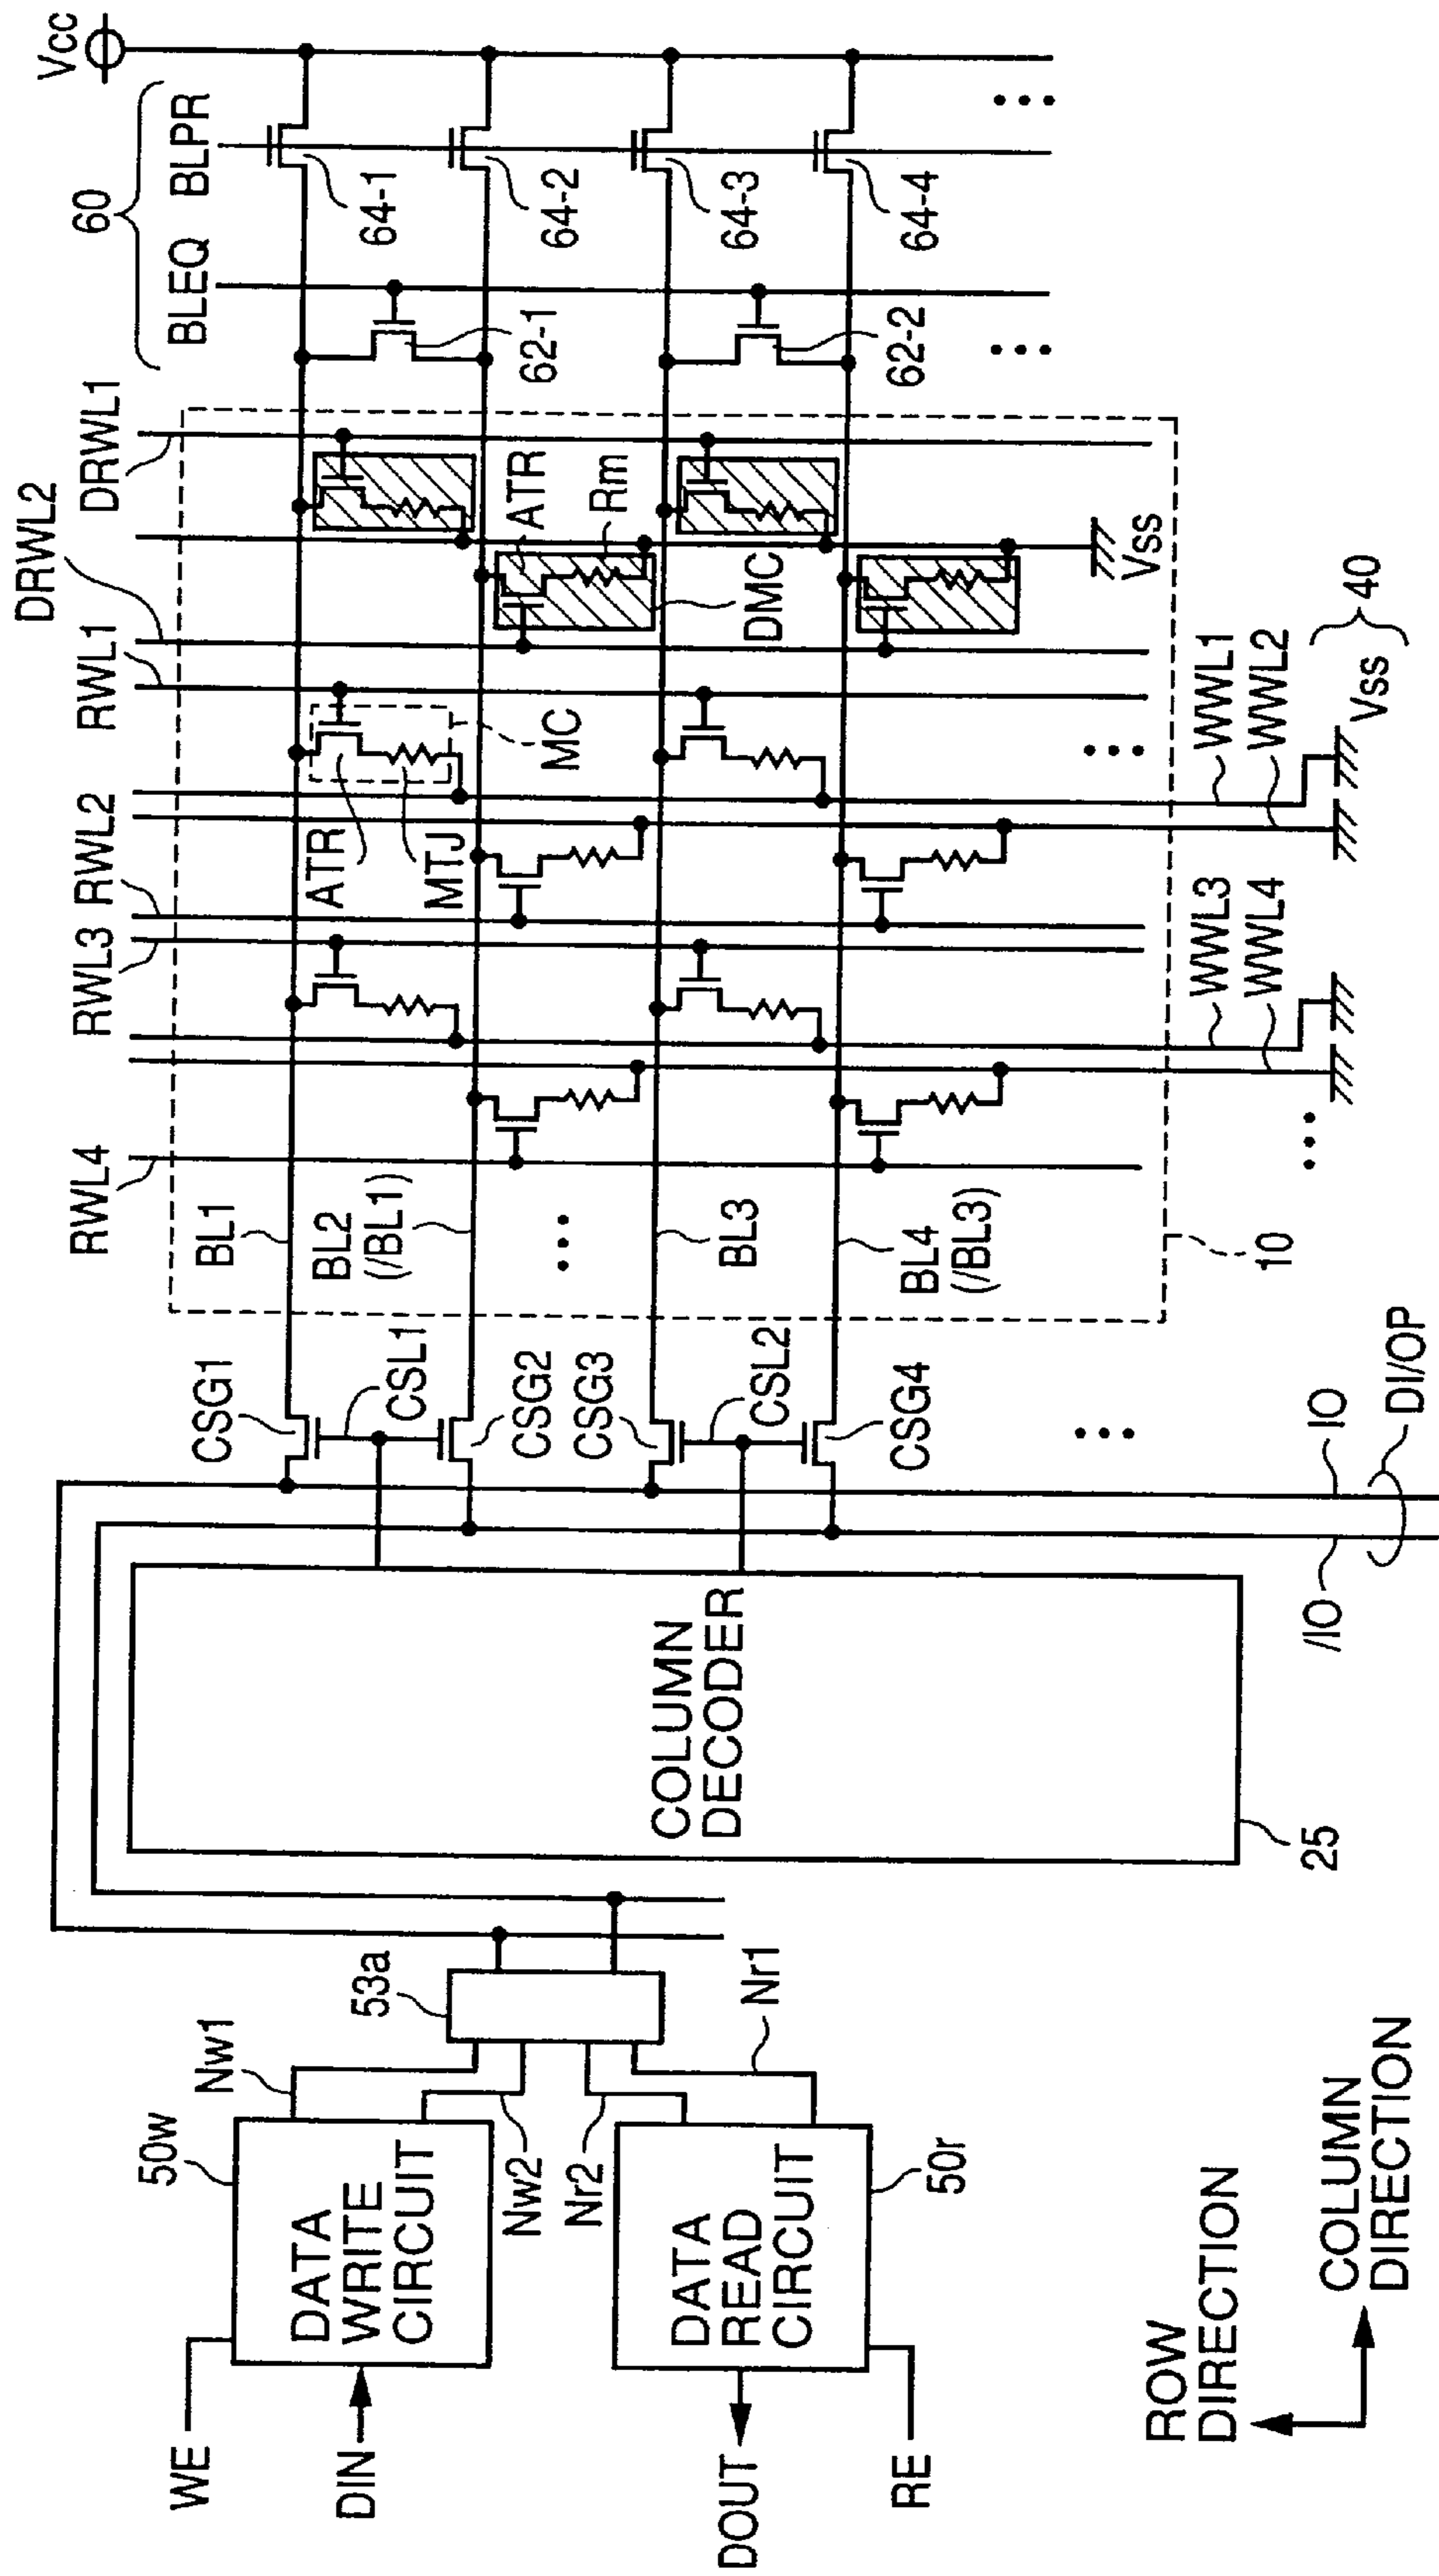 Vcc
60
BLEQ
BLPR
64-1
64-2
64-3
64-4
62-1
62-2
DRWL2
DRWL1
RWL1
RWL2
RWL3
RWL4
ATR
Rm
DMC
Vss
ATR
MTJ
MC
40
Vss
WWL1
WWL2
WWL3
WWL4
BL1
BL2
(/BL1)
BL3
BL4
(/BL3)
10
CSG1
CSL1
CSG2
CSG3
CSL2
CSG4
IO
/IO
DI/OP
COLUMN
DECODER
25
53a
Nw1
Nw2
Nr2
Nr1
50w
DATA
WRITE
CIRCUIT
WE
DIN
50r
DATA
READ
CIRCUIT
DOUT
RE
ROW
DIRECTION
COLUMN
DIRECTION